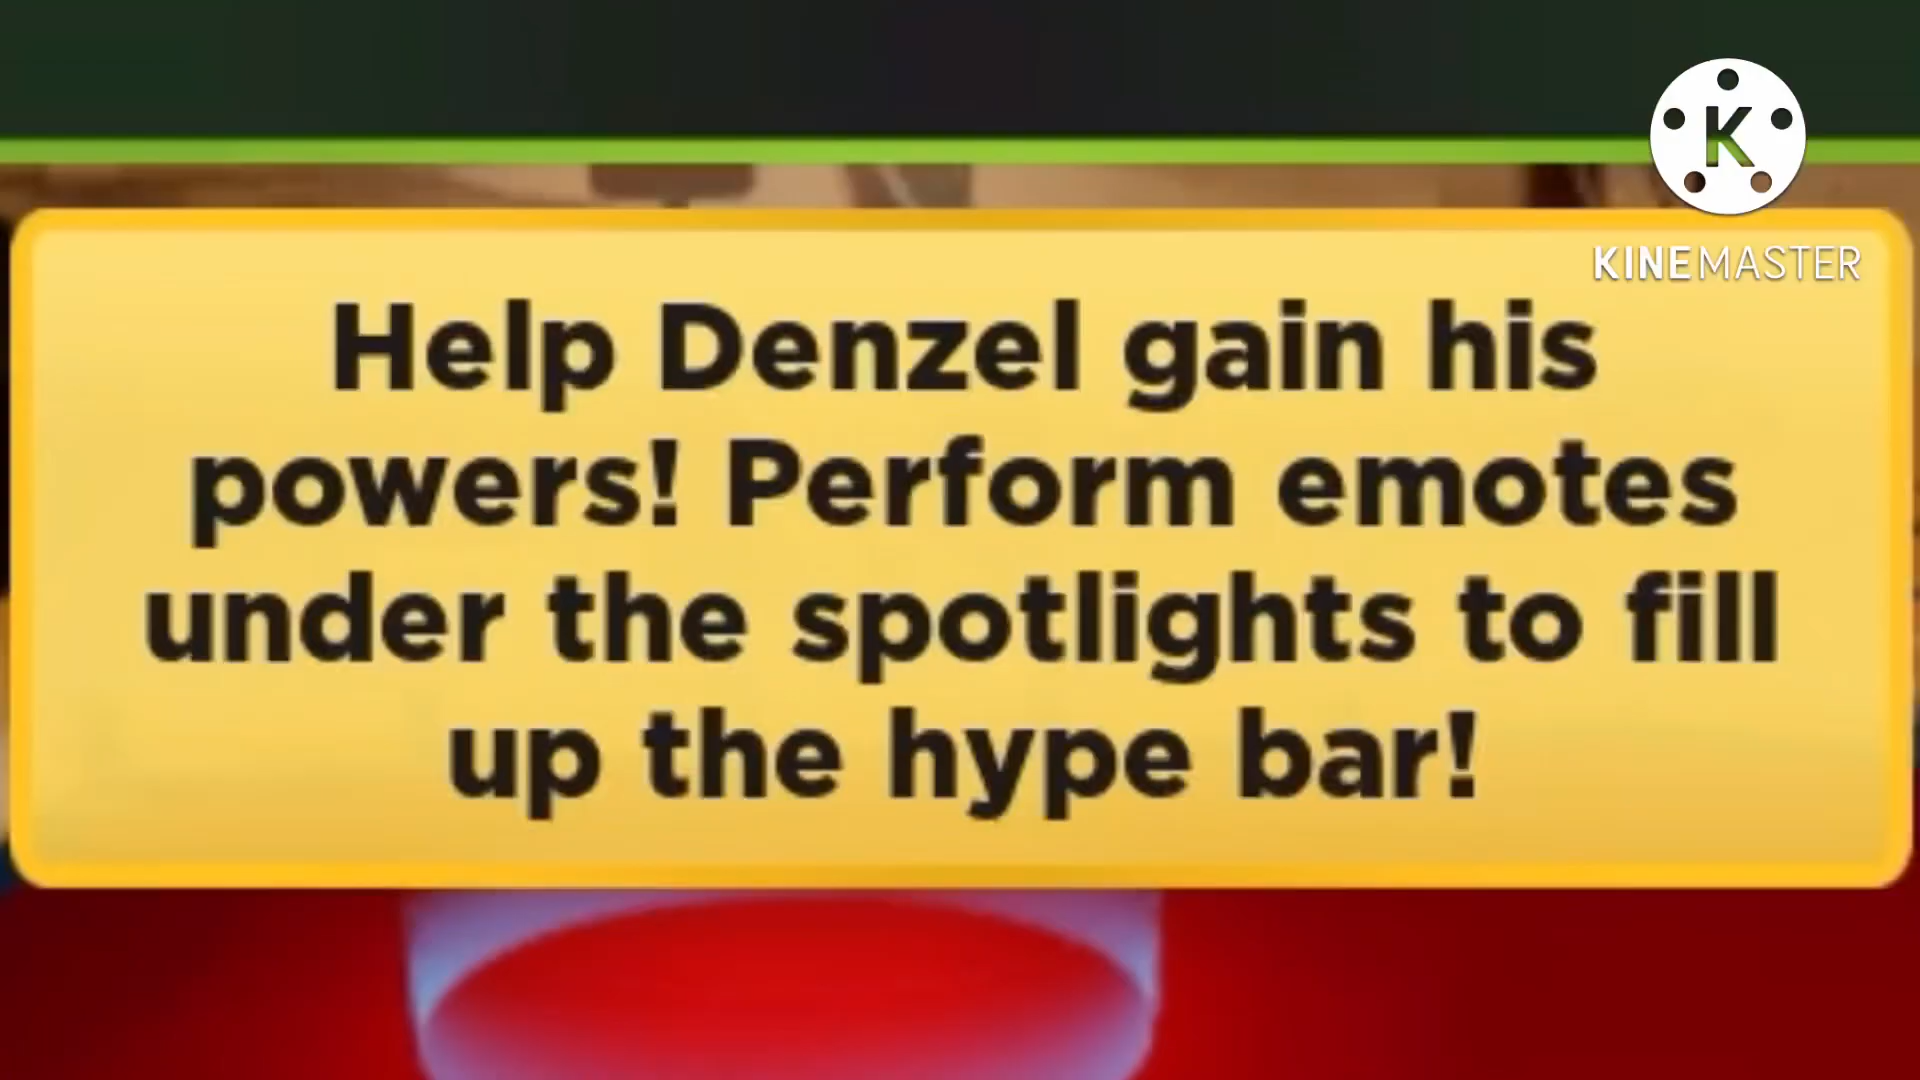 K
KINEMASTER
Help Denzel gain his
powers! Perform emotes
under the spotlights to fill
up the hype bar!